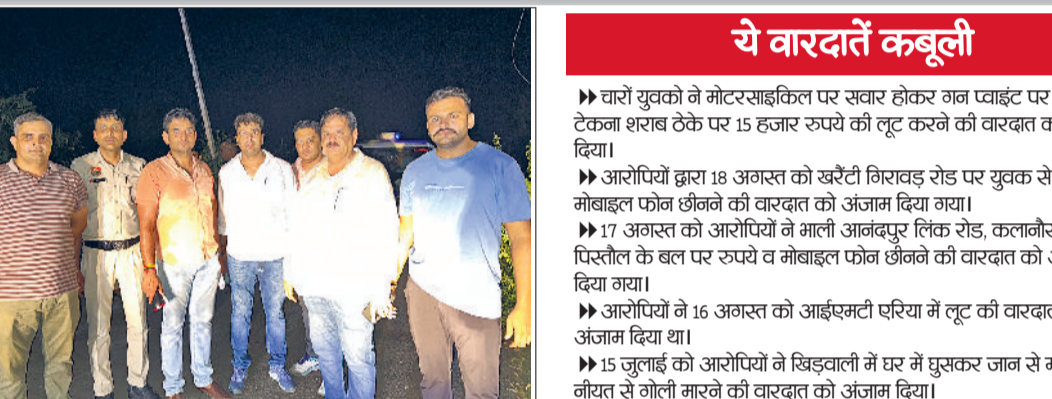 ये वारदातें कबूली
▶▶ चारों युवको ने मोटरसाइकिल पर सवार होकर गन प्वाइंट पर
टेकना शराब ठेके पर 15 हजार रुपये की लूट करने की वारदात
दिया।
▶▶ आरोपियों द्वारा 18 अगस्त को खरैंटी गिरावड़ रोड पर युवक से
मोबाइल फोन छीनने की वारदात को अंजाम दिया गया।
▶▶ 17 अगस्त को आरोपियों ने भाली आनंदपुर लिंक रोड, कलानौर
पिस्तौल के बल पर रुपये व मोबाइल फोन छीनने की वारदात को
दिया गया।
▶▶ आरोपियों ने 16 अगस्त को आईएमटी एरिया में लूट की वारदात
अंजाम दिया था।
▶▶ 15 जुलाई को आरोपियों ने खिड़वाली में घर में घुसकर जान से
नीयत से गोली मारने की वारदात को अंजाम दिया।